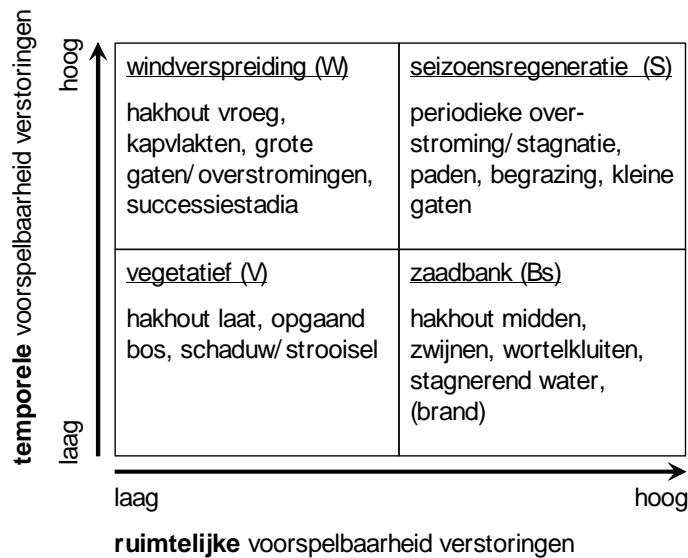 temporele voorspelbaarheid verstoringen
hoog
laag
windverspreiding (W)
hakhout vroeg,
kapvlakten, grote
gaten/ overstromingen,
successiestadia
seizoensregeneratie (S)
periodieke over-
stroming/ stagnatie,
paden, begrazing, kleine
gaten
vegetatief (V)
hakhout laat, opgaand
bos, schaduw/ strooisel
zaadbank (Bs)
hakhout midden,
zwijnen, wortelkluiten,
stagnerend water,
(brand)
laag
hoog
ruimtelijke voorspelbaarheid verstoringen